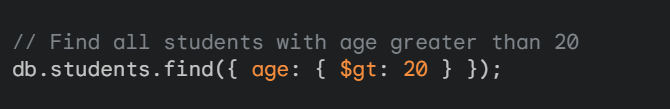 // Find all students with age greater than 20
db.students.find({ age: { $gt: 20 } });